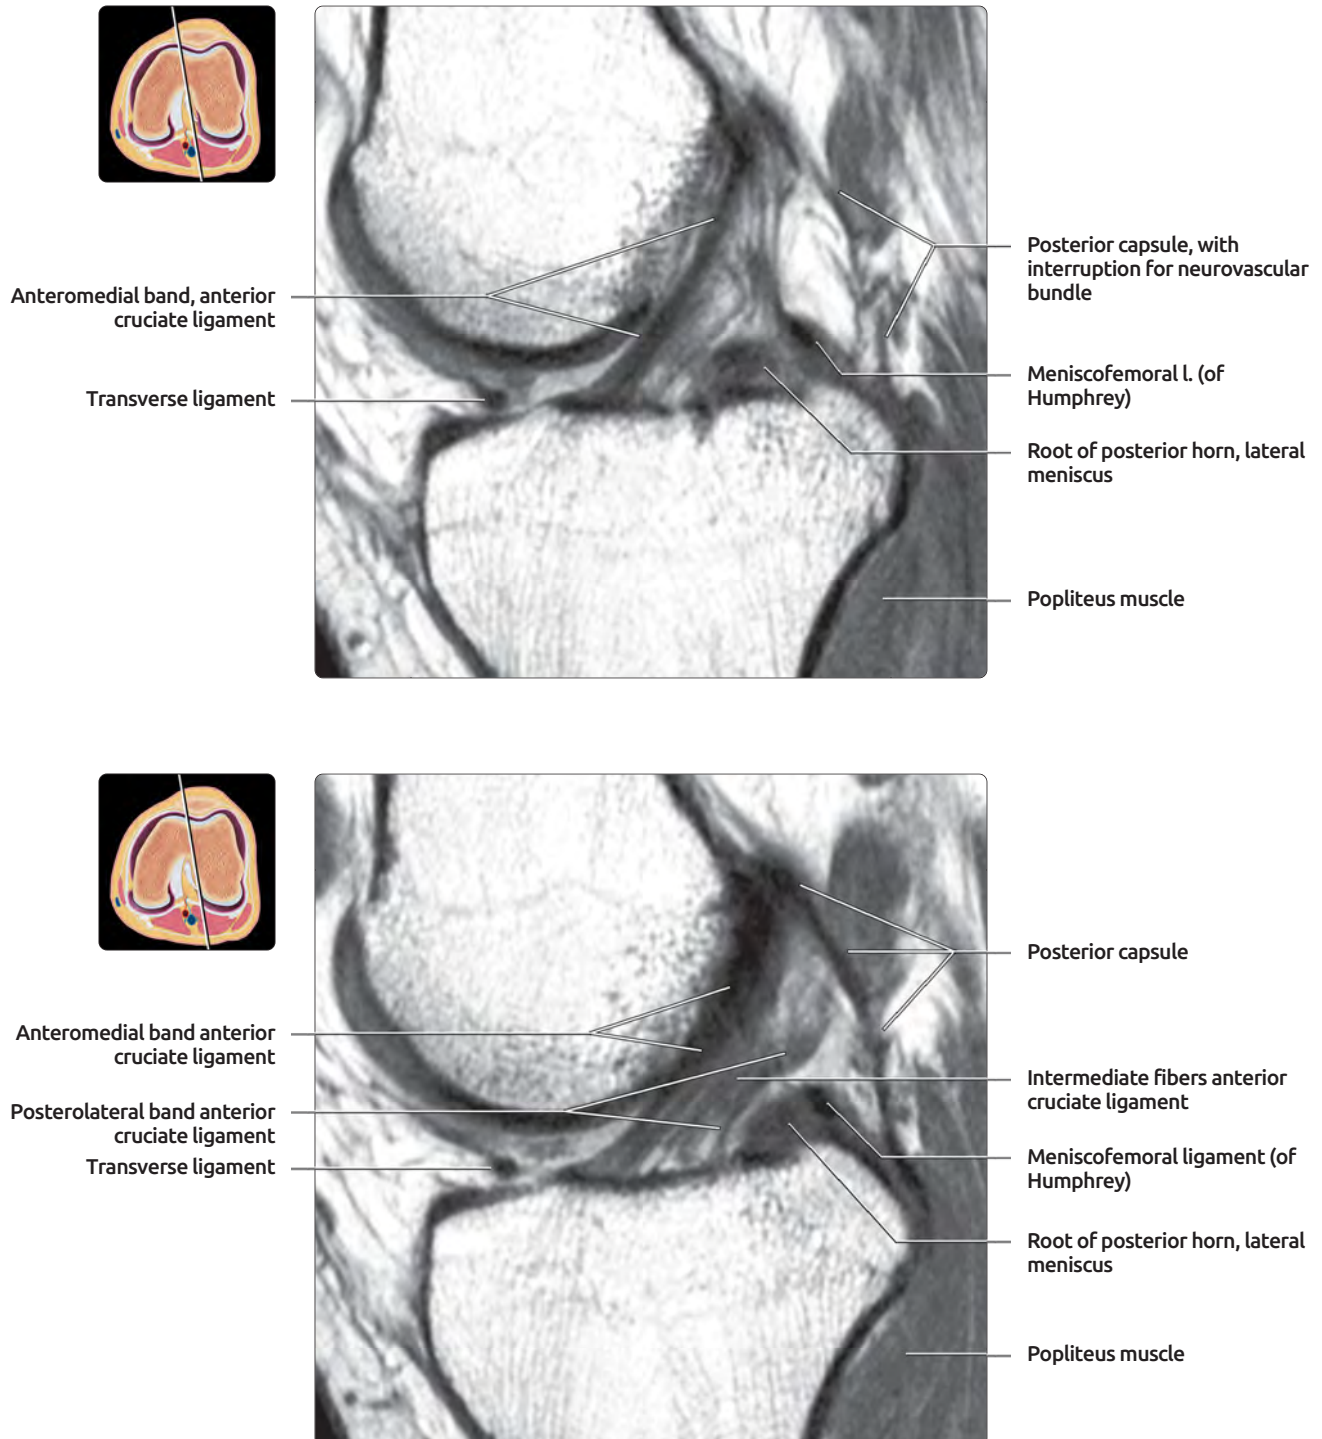 Anteromedial band, anterior
cruciate ligament
Transverse ligament
Posterior capsule, with
interruption for neurovascular
bundle
Meniscofemoral l. (of
Humphrey)
Root of posterior horn, lateral
meniscus
Popliteus muscle
Anteromedial band anterior
cruciate ligament
Posterolateral band anterior
cruciate ligament
Transverse ligament
Posterior capsule
Intermediate fibers anterior
cruciate ligament
Meniscofemoral ligament (of
Humphrey)
Root of posterior horn, lateral
meniscus
Popliteus muscle